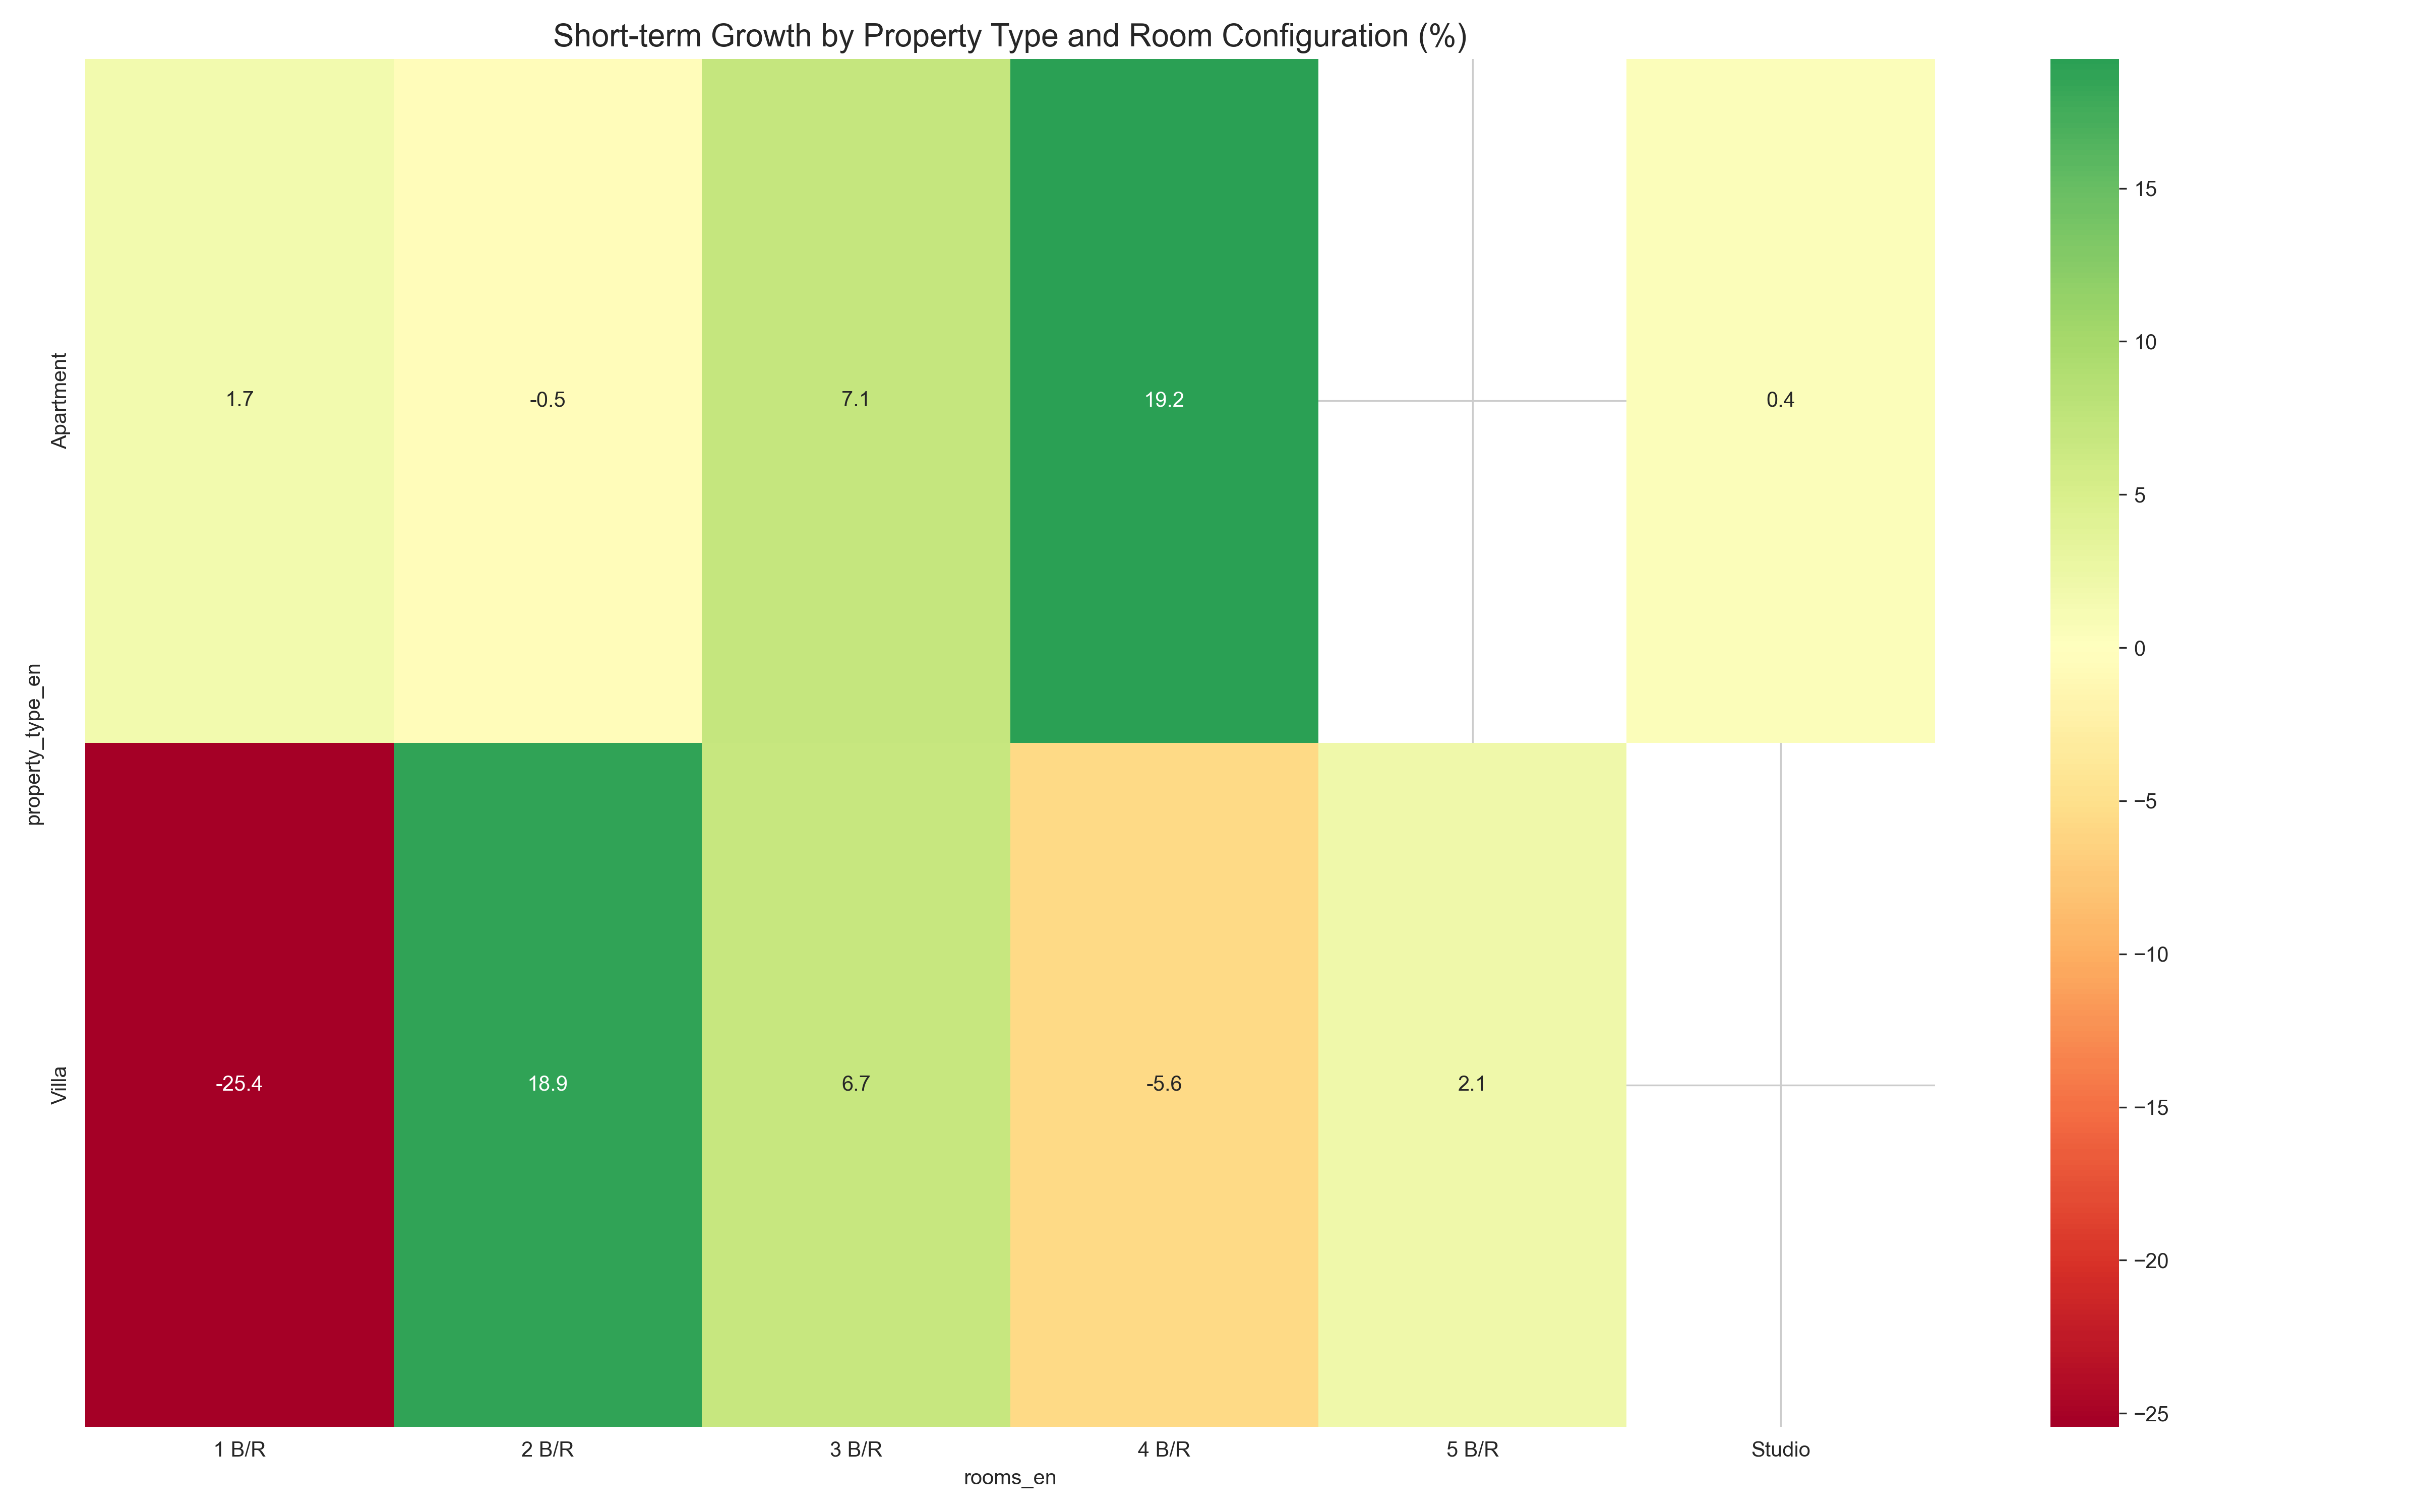 Short-term Growth by Property Type and Room Configuration (%)
property_type_en
Apartment
1.7
-0.5
7.1
19.2
0.4
Villa
-25.4
18.9
6.7
-5.6
2.1
1 B/R
2 B/R
3 B/R
4 B/R
5 B/R
Studio
rooms_en
15
10
5
0
−5
−10
−15
−20
−25